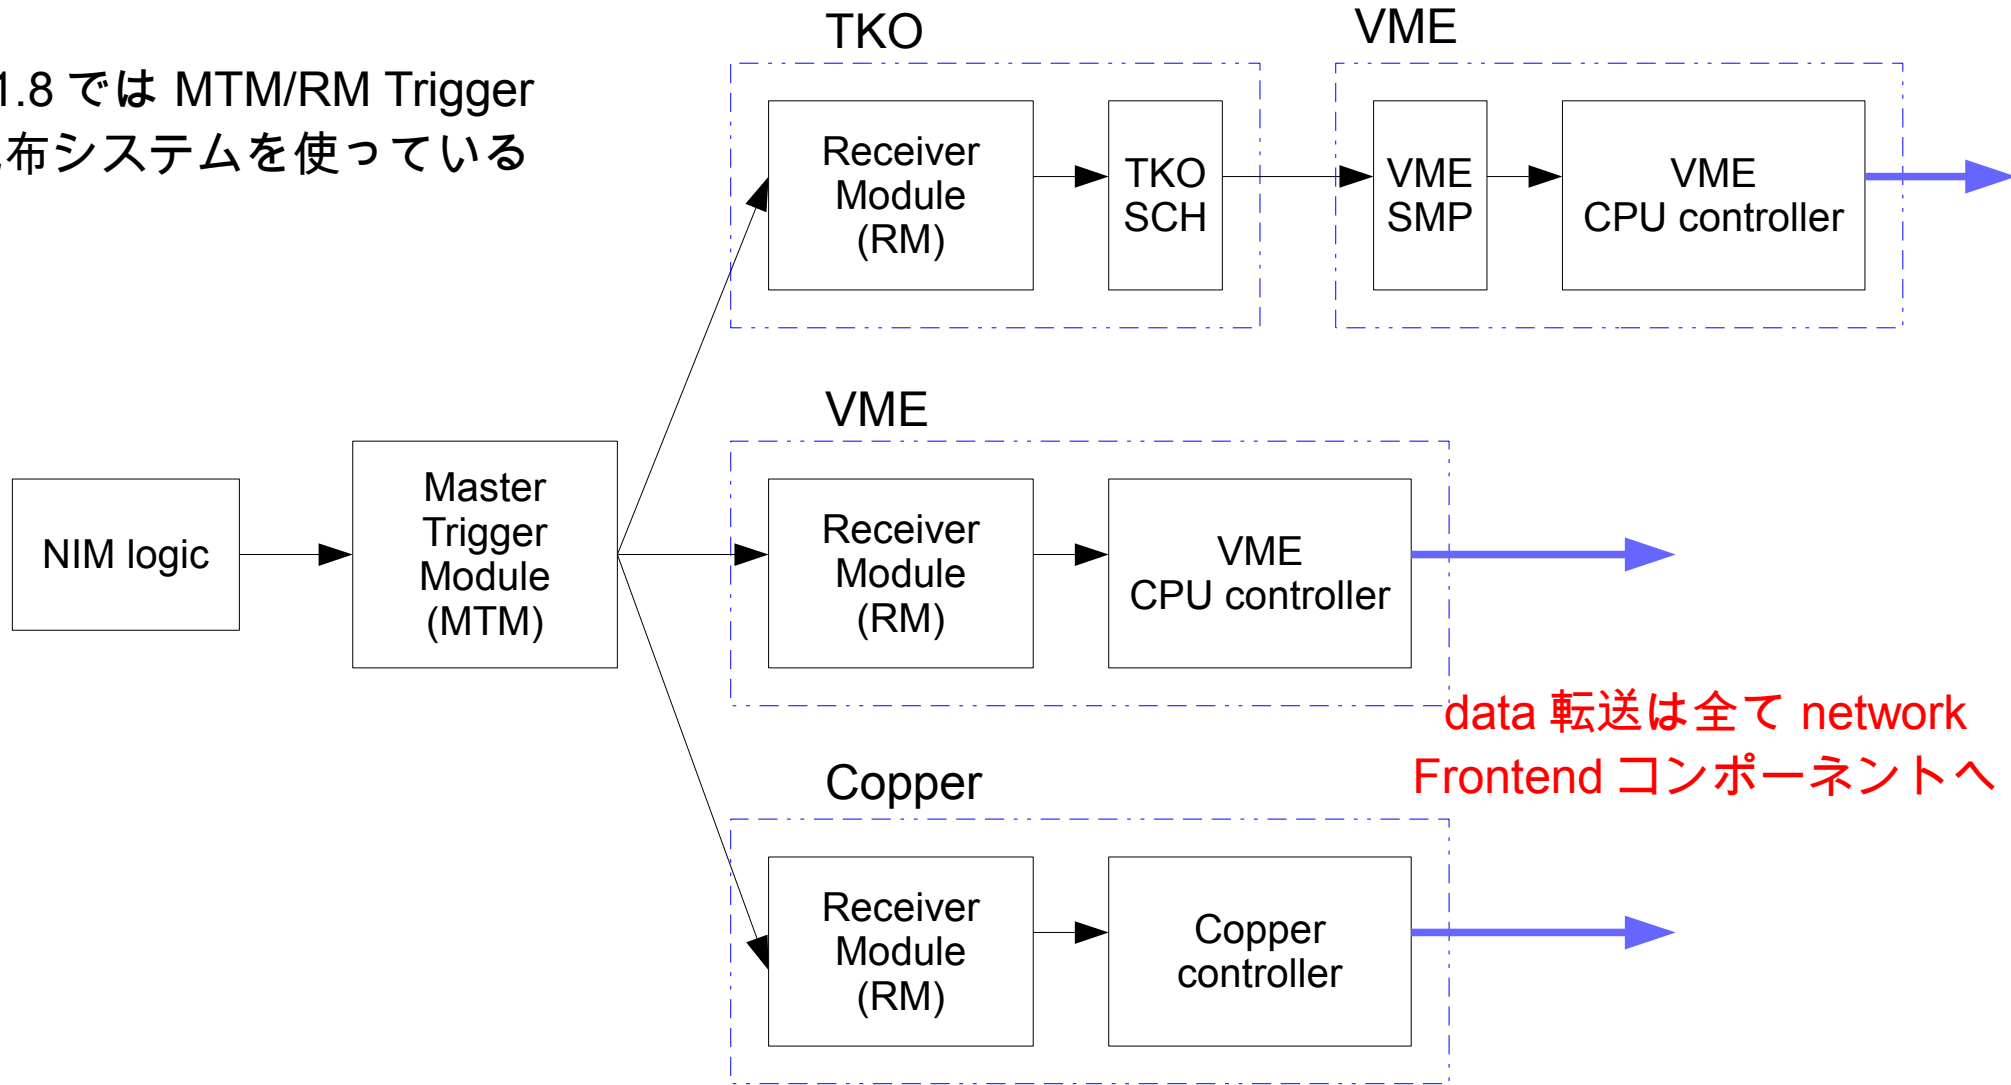 TKO
VME
1.8 では MTM/RM Trigger
布システムを使っている
Receiver
Module
(RM)
TKO
SCH
VME
SMP
VME
CPU controller
VME
NIM logic
Master
Trigger
Module
(MTM)
Receiver
Module
(RM)
VME
CPU controller
data 転送は全て network
Frontend コンポーネントへ
Copper
Receiver
Module
(RM)
Copper
controller